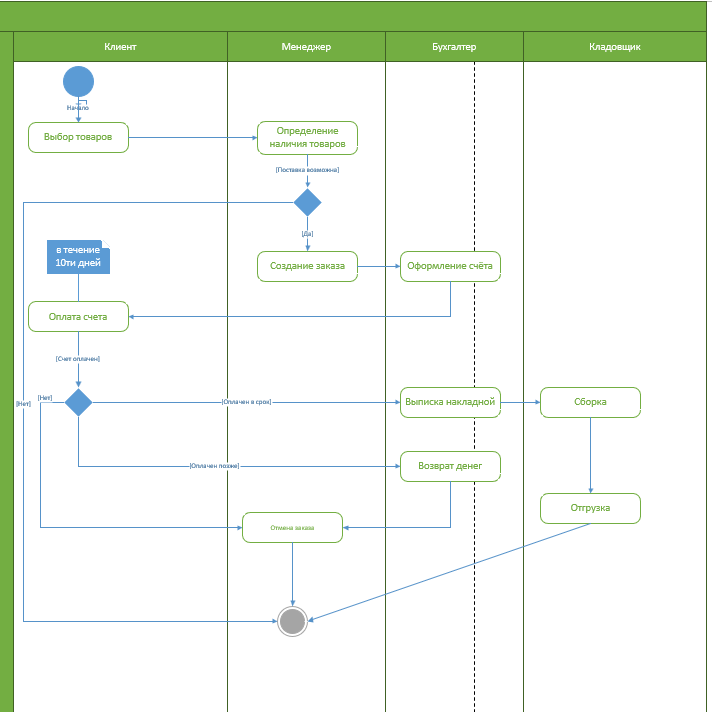 Клиент
Менеджер
Бухгалтер
Кладовщик
Начало
Выбор товаров
Определение
наличия товаров
[Поставка возможна]
[Да]
в течение
10ти дней
Создание заказа
Оформление счёта
Оплата счета
[Счет оплачен]
[Нет]
[Нет]
[Оплачен в срок]
Выписка накладной
Сборка
[Оплачен позже]
Возврат денег
Отгрузка
Отмена заказа